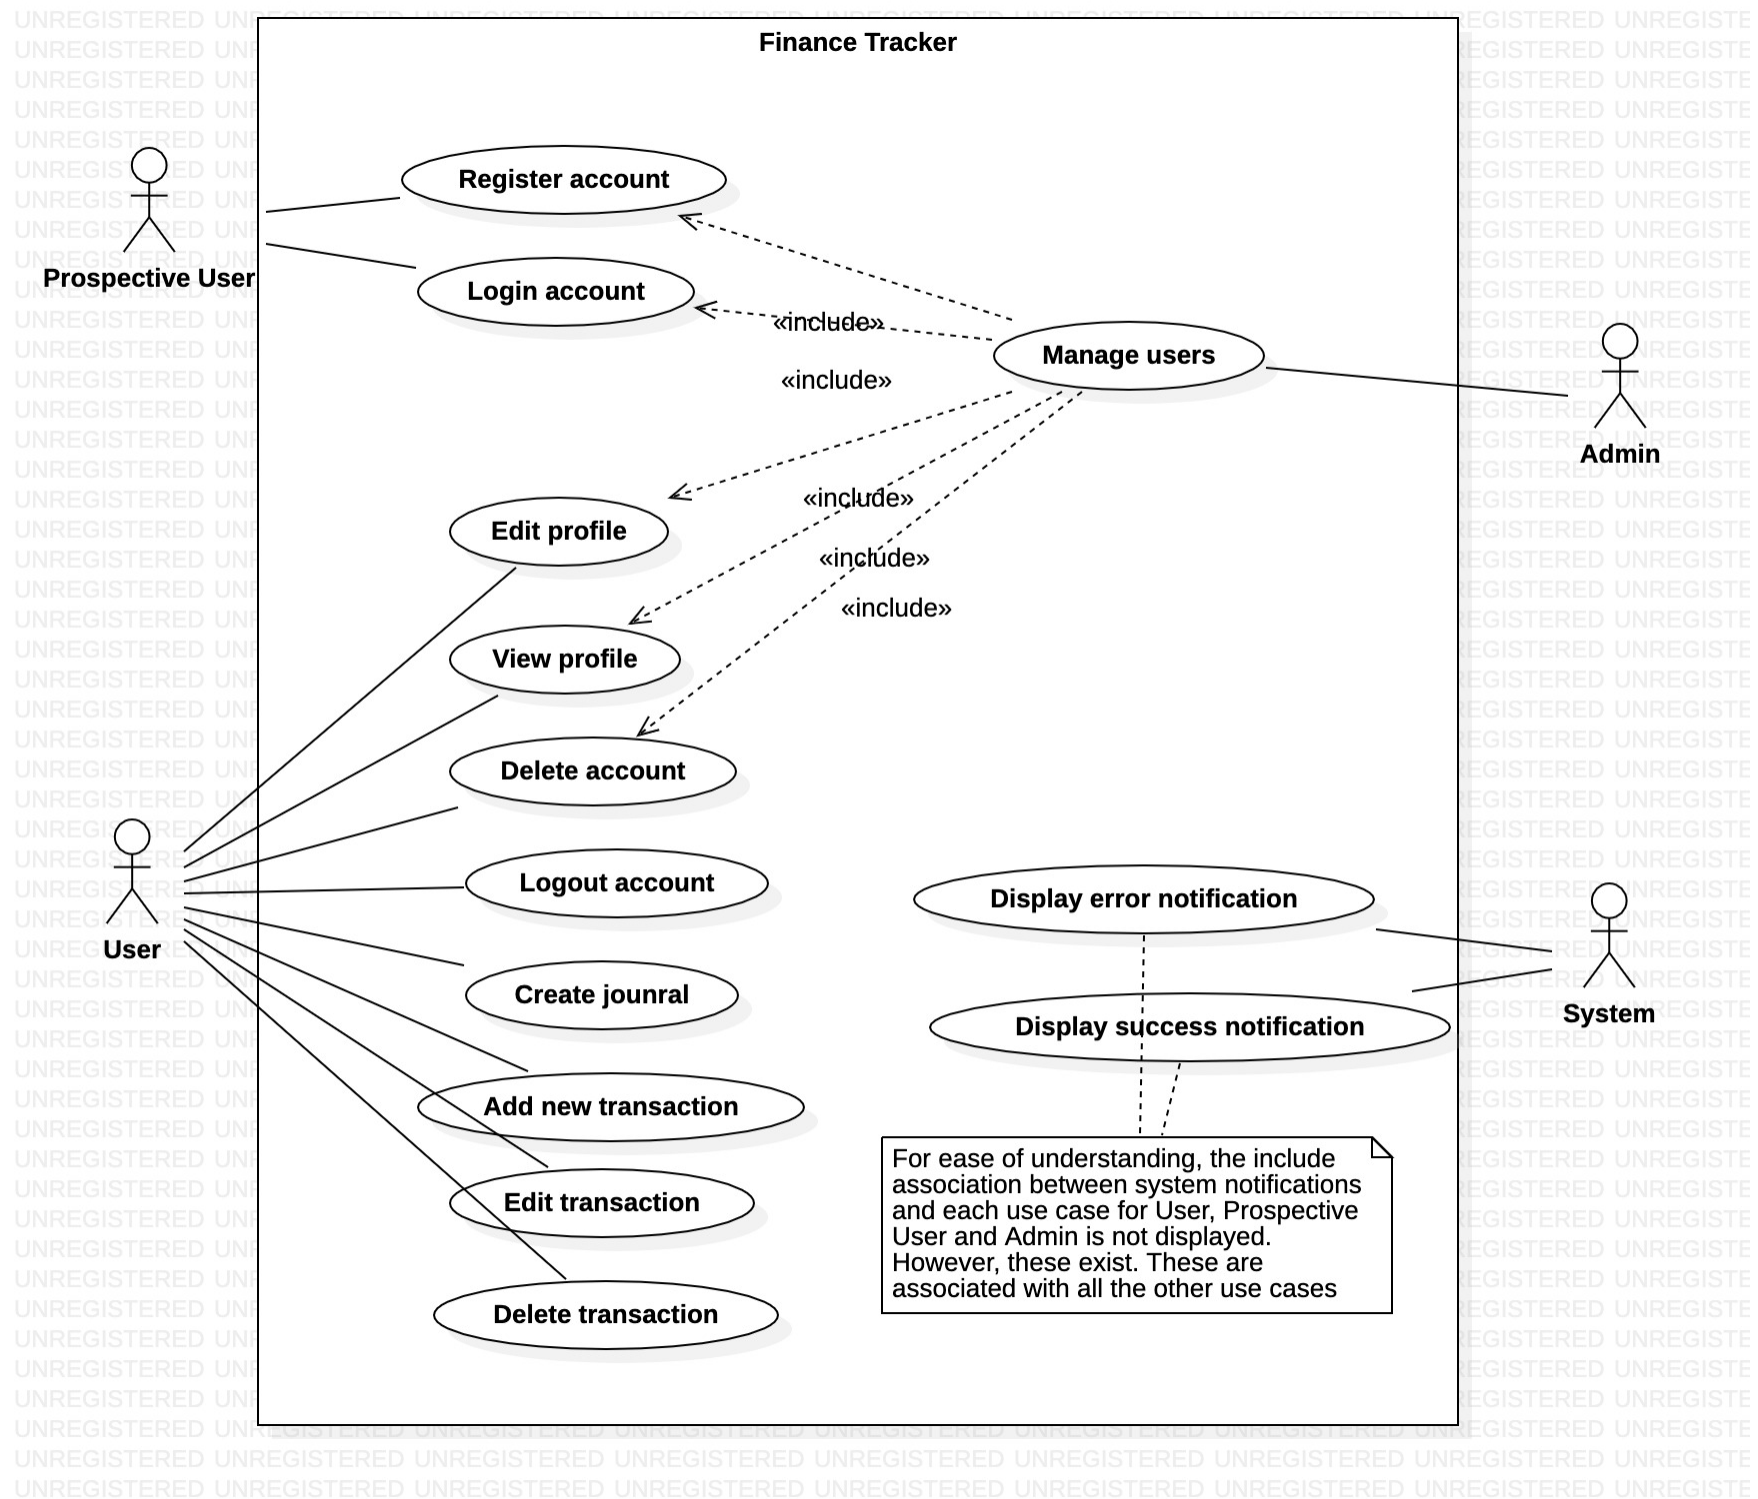 Finance Tracker
Register account
Prospective User
Login account
«include»
Manage users
«include»
Admin
«include»
Edit profile
«include»
«include»
View profile
Delete account
Logout account
Display error notification
User
Create jounral
System
Display success notification
Add new transaction
For ease of understanding, the include
association between system notifications
and each use case for User, Prospective
User and Admin is not displayed.
However, these exist. These are
associated with all the other use cases
Edit transaction
Delete transaction
UNREGISTERED UNREGISTERED UNREGISTERED UNREGISTERED UNREGISTERED UNREGISTERED UNREGISTERED UNREGISTERED